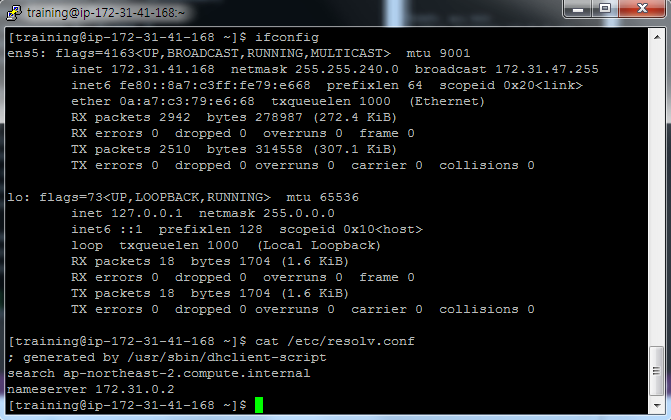 training@ip-172-31-41-168:~
[training@ip-172-31-41-168 ~]$ ifconfig
ens5: flags=4163<UP,BROADCAST,RUNNING,MULTICAST>  mtu 9001
        inet 172.31.41.168  netmask 255.255.240.0  broadcast 172.31.47.255
        inet6 fe80::8a7:c3ff:fe79:e668  prefixlen 64  scopeid 0x20<link>
        ether 0a:a7:c3:79:e6:68  txqueuelen 1000  (Ethernet)
        RX packets 2942  bytes 278987 (272.4 KiB)
        RX errors 0  dropped 0  overruns 0  frame 0
        TX packets 2510  bytes 314558 (307.1 KiB)
        TX errors 0  dropped 0 overruns 0  carrier 0  collisions 0
lo: flags=73<UP,LOOPBACK,RUNNING>  mtu 65536
        inet 127.0.0.1  netmask 255.0.0.0
        inet6 ::1  prefixlen 128  scopeid 0x10<host>
        loop  txqueuelen 1000  (Local Loopback)
        RX packets 18  bytes 1704 (1.6 KiB)
        RX errors 0  dropped 0  overruns 0  frame 0
        TX packets 18  bytes 1704 (1.6 KiB)
        TX errors 0  dropped 0 overruns 0  carrier 0  collisions 0
[training@ip-172-31-41-168 ~]$ cat /etc/resolv.conf
; generated by /usr/sbin/dhclient-script
search ap-northeast-2.compute.internal
nameserver 172.31.0.2
[training@ip-172-31-41-168 ~]$